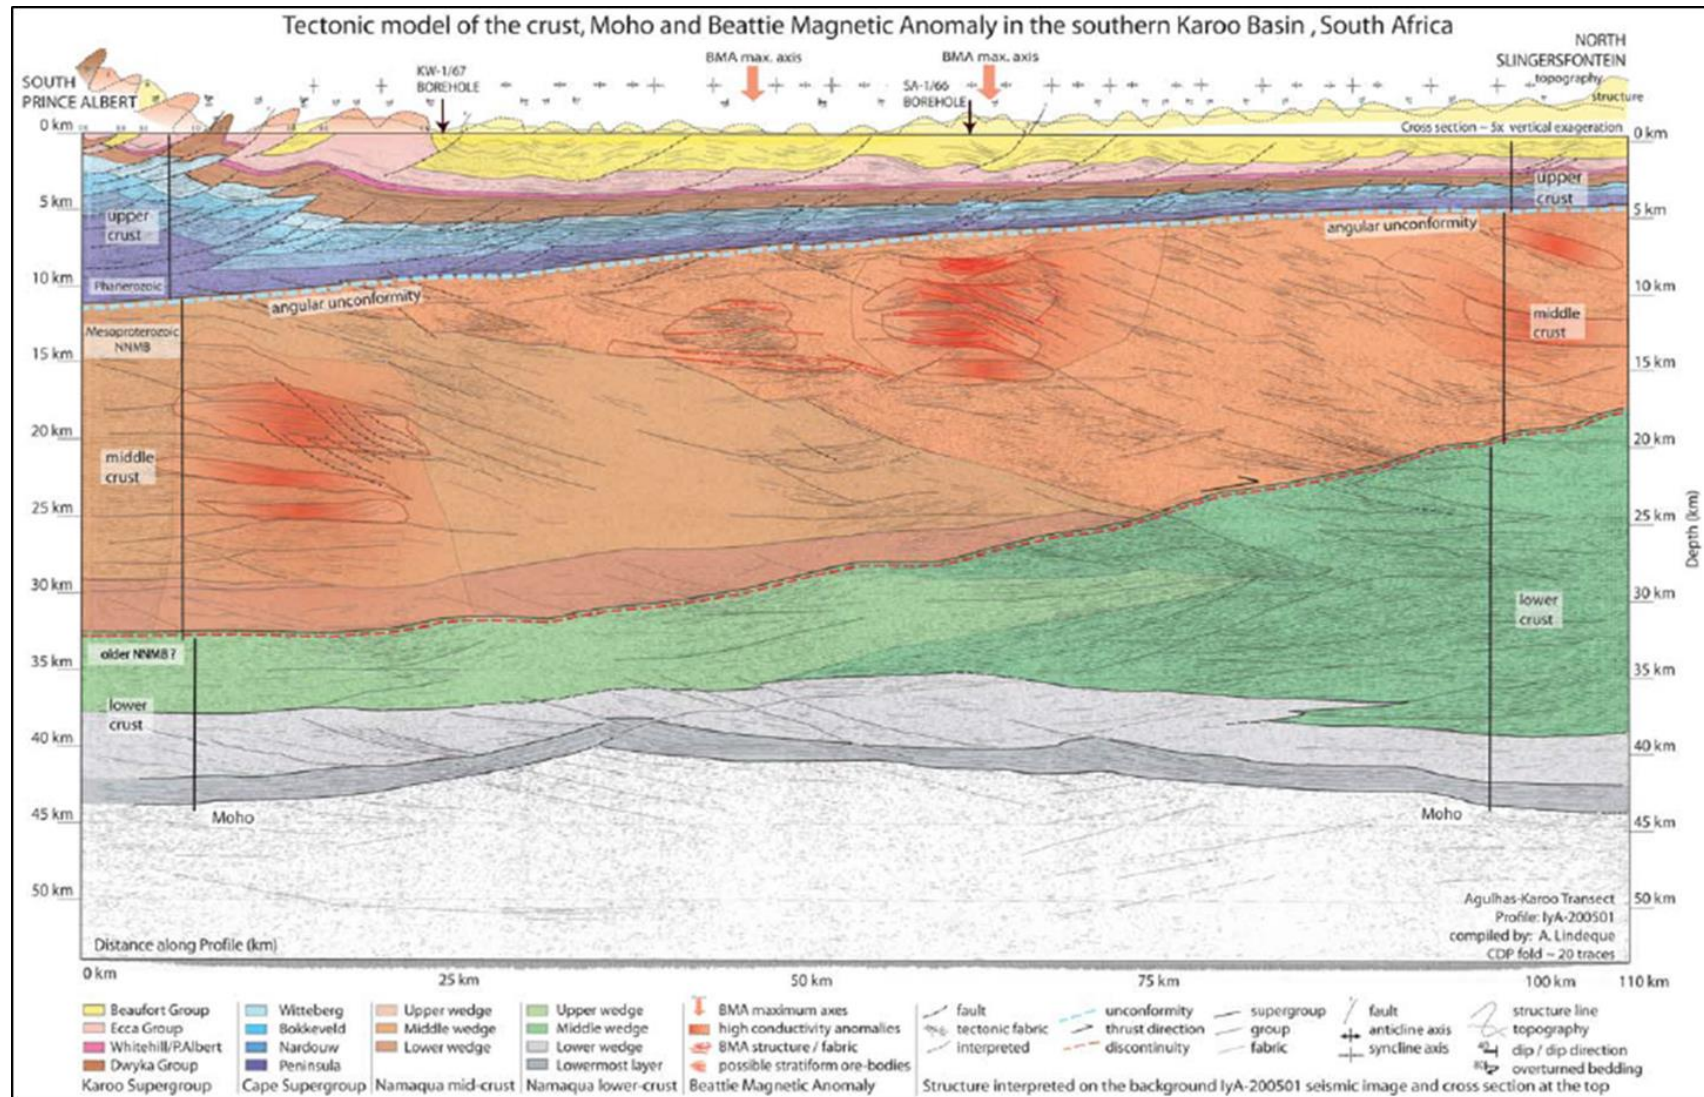 Tectonic model of the crust, Moho and Beattie Magnetic Anomaly in the southern Karoo Basin , South Africa
NORTH
SLINGERSFONTEIN
topography
structure
SOUTH
PRINCE ALBERT
KW-1/67
BOREHOLE
BMA max. axis
BMA max. axis
SA-1/66
BOREHOLE
Cross section ~ 5x vertical exageration
0 km
5 km
10 km
15 km
20 km
25 km
30 km
35 km
40 km
45 km
50 km
0 km
5 km
10 km
15 km
20 km
25 km
30 km
35 km
40 km
45 km
50 km
Depth (km)
upper
crust
Phanerozoic
angular unconformity
Mesoproterozoic
NNMB
middle
crust
older NNMB?
lower
crust
Moho
upper
crust
angular unconformity
middle
crust
lower
crust
Moho
Agulhas-Karoo Transect
Profile: IyA-200501
compiled by: A. Lindeque
CDP fold ~ 20 traces
Distance along Profile (km)
0 km
25 km
50 km
75 km
100 km
110 km
Beaufort Group
Ecca Group
Whitehill/P.Albert
Dwyka Group
Karoo Supergroup
Witteberg
Bokkeveld
Nardouw
Peninsula
Cape Supergroup
Upper wedge
Middle wedge
Lower wedge
Namaqua mid-crust
Upper wedge
Middle wedge
Lower wedge
Lowermost layer
Namaqua lower-crust
BMA maximum axes
high conductivity anomalies
BMA structure / fabric
possible stratiform ore-bodies
Beattie Magnetic Anomaly
fault
tectonic fabric
interpreted
unconformity
thrust direction
discontinuity
supergroup
group
fabric
fault
anticline axis
syncline axis
structure line
topography
dip / dip direction
overturned bedding
Structure interpreted on the background IyA-200501 seismic image and cross section at the top